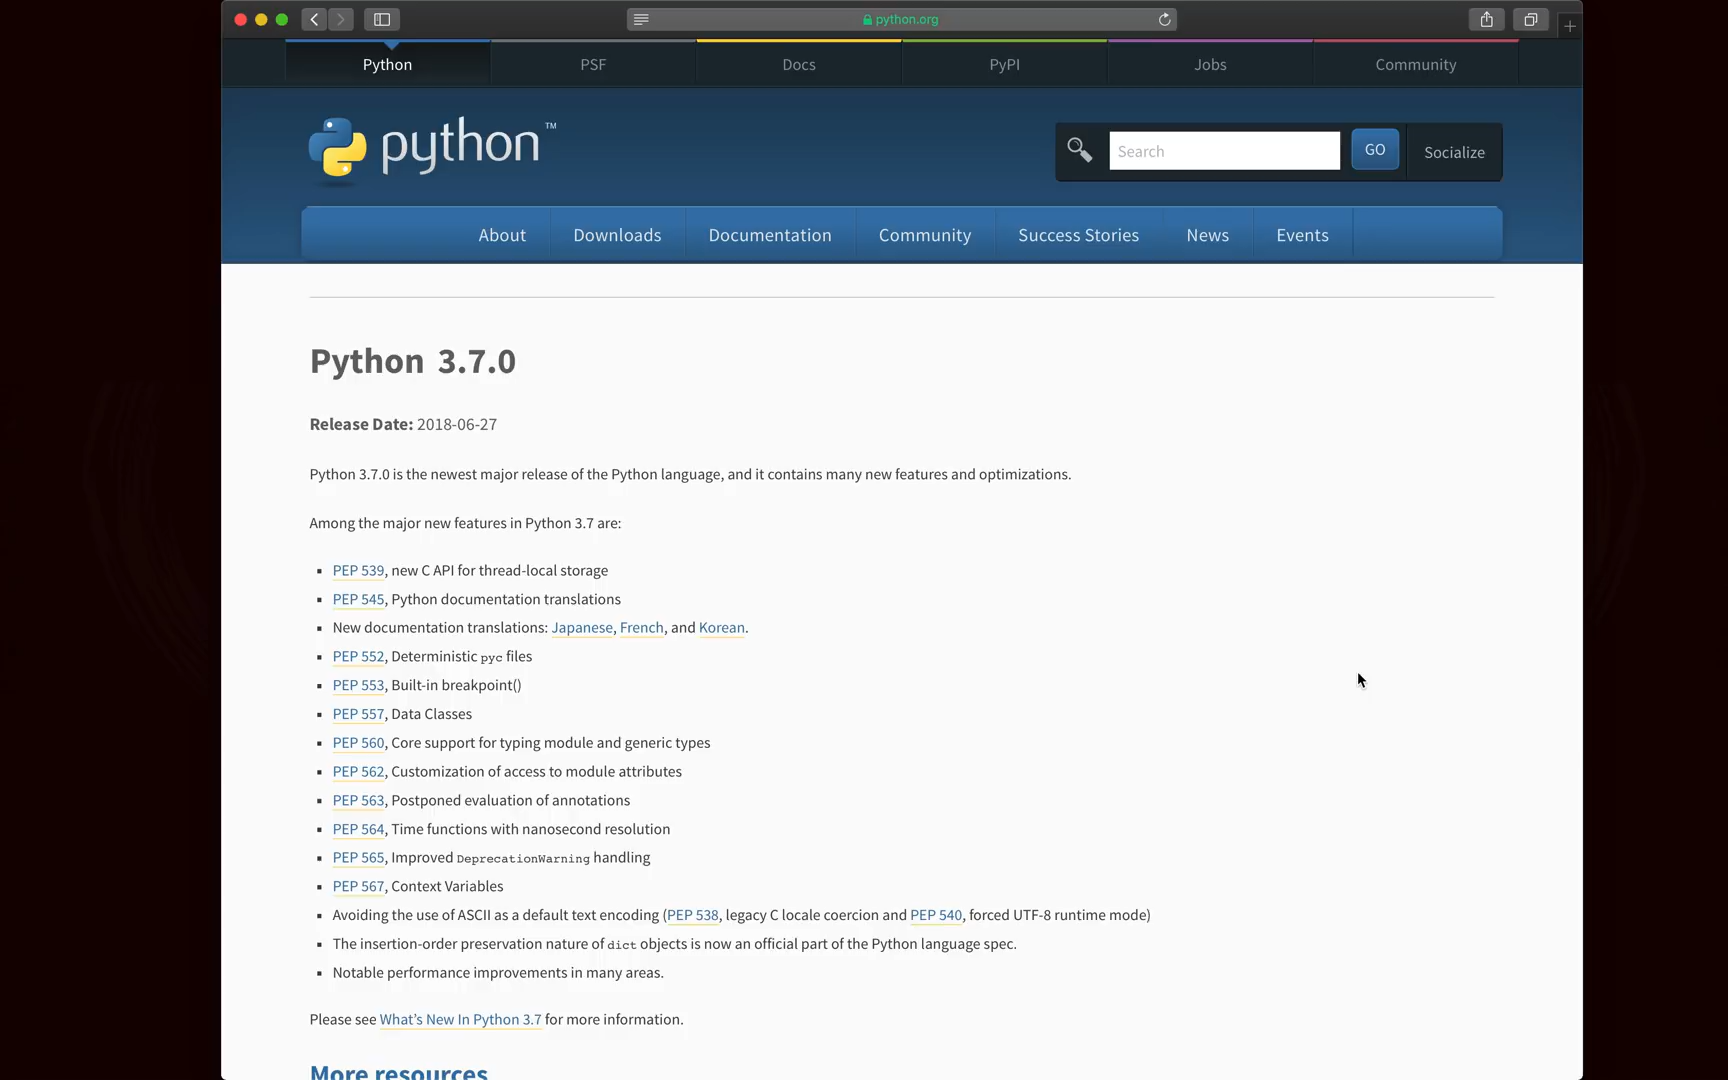 python.org
Python PSF Docs PyPI Jobs Community
python™
Search GO Socialize
About Downloads Documentation Community Success Stories News Events
Python 3.7.0
Release Date: 2018-06-27
Python 3.7.0 is the newest major release of the Python language, and it contains many new features and optimizations.
Among the major new features in Python 3.7 are:
▪ PEP 539, new C API for thread-local storage
▪ PEP 545, Python documentation translations
▪ New documentation translations: Japanese, French, and Korean.
▪ PEP 552, Deterministic pyc files
▪ PEP 553, Built-in breakpoint()
▪ PEP 557, Data Classes
▪ PEP 560, Core support for typing module and generic types
▪ PEP 562, Customization of access to module attributes
▪ PEP 563, Postponed evaluation of annotations
▪ PEP 564, Time functions with nanosecond resolution
▪ PEP 565, Improved DeprecationWarning handling
▪ PEP 567, Context Variables
▪ Avoiding the use of ASCII as a default text encoding (PEP 538, legacy C locale coercion and PEP 540, forced UTF-8 runtime mode)
▪ The insertion-order preservation nature of dict objects is now an official part of the Python language spec.
▪ Notable performance improvements in many areas.
Please see What's New In Python 3.7 for more information.
More resources